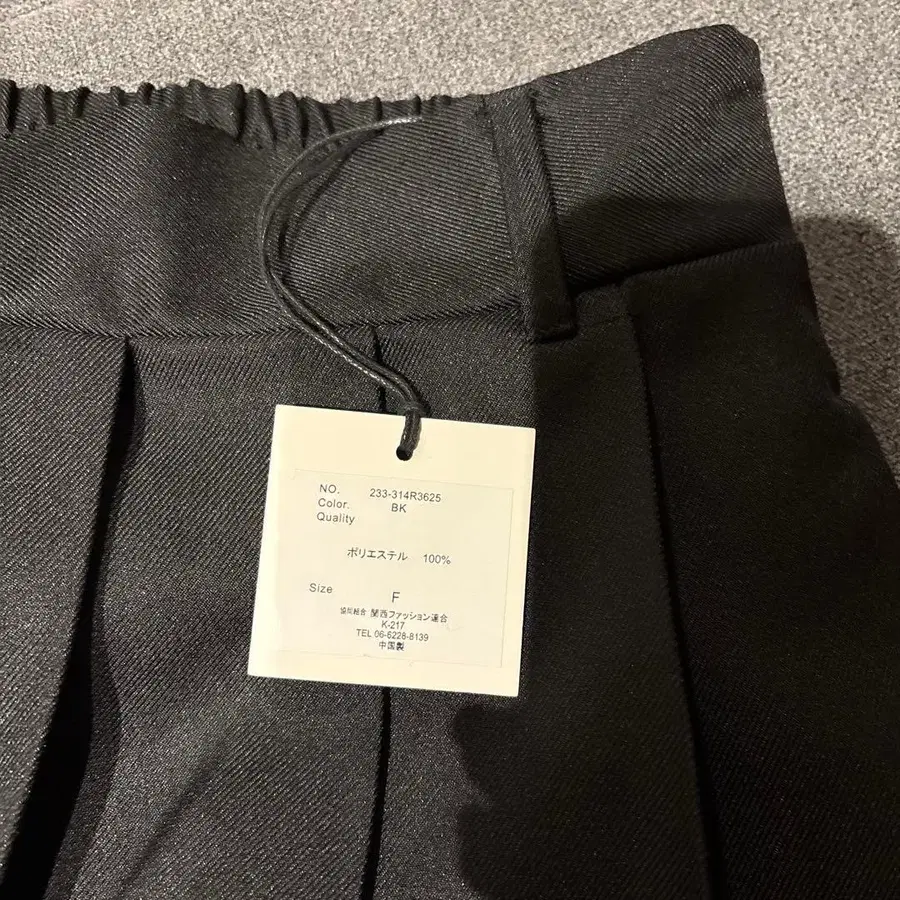 NO. 233-314R3625
Color. BK
Quality
ポリエステル 100%
Size F
協同組合 関西ファッション連合
K-217
TEL 06-6228-8139
中国製